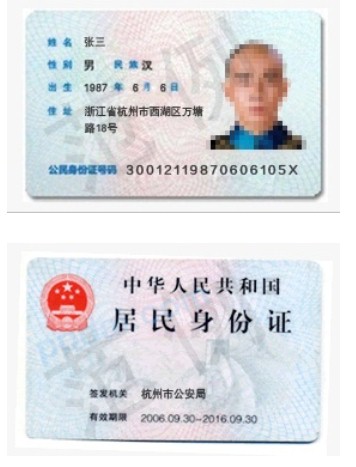 姓名 张三
性别 男 民族 汉
出生 1987 年 6 月 6 日
住址 浙江省杭州市西湖区万塘
路18号
公民身份证号码 30012119870606105X
中华人民共和国
居民身份证
签发机关 杭州市公安局
有效期限 2006.09.30-2016.09.30